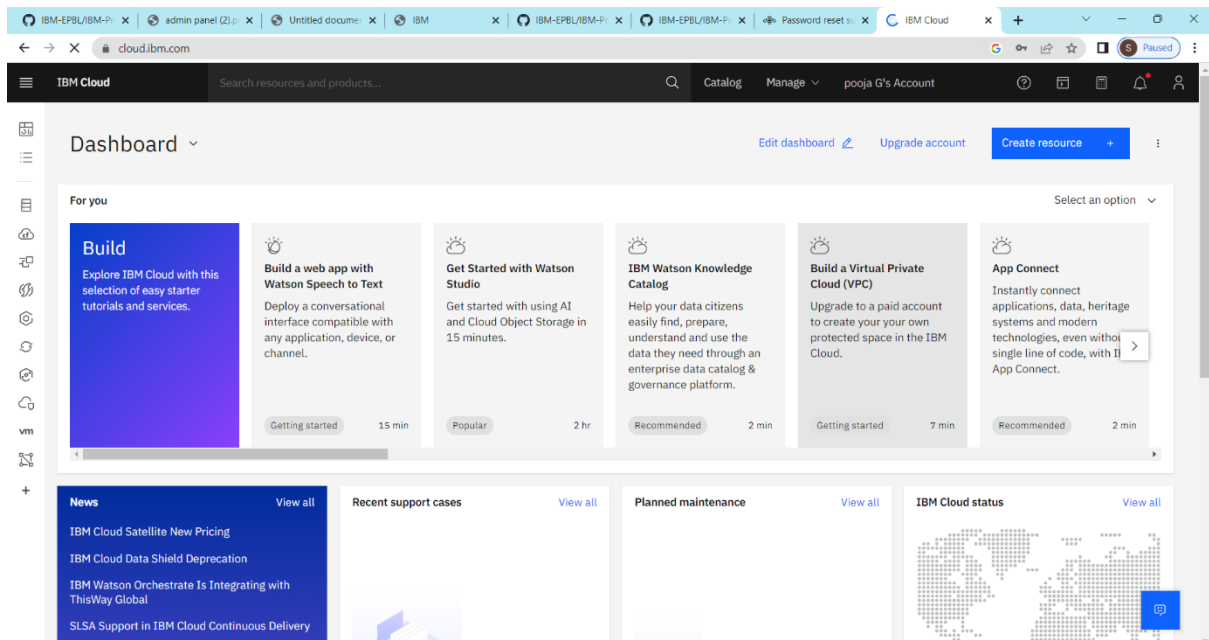 IBM-EPBL/IBM-Pr
admin panel (2).p
Untitled documen
IBM
IBM-EPBL/IBM-Pr
IBM-EPBL/IBM-Pr
Password reset su
IBM Cloud
cloud.ibm.com
S Paused
IBM Cloud
Search resources and products...
Catalog
Manage
pooja G's Account
Dashboard
Edit dashboard
Upgrade account
Create resource +
For you
Select an option
Build
Explore IBM Cloud with this
selection of easy starter
tutorials and services.
Build a web app with
Watson Speech to Text
Deploy a conversational
interface compatible with
any application, device, or
channel.
Getting started 15 min
Get Started with Watson
Studio
Get started with using AI
and Cloud Object Storage in
15 minutes.
Popular 2 hr
IBM Watson Knowledge
Catalog
Help your data citizens
easily find, prepare,
understand and use the
data they need through an
enterprise data catalog &
governance platform.
Recommended 2 min
Build a Virtual Private
Cloud (VPC)
Upgrade to a paid account
to create your your own
protected space in the IBM
Cloud.
Getting started 7 min
App Connect
Instantly connect
applications, data, heritage
systems and modern
technologies, even withou
single line of code, with I
App Connect.
Recommended 2 min
vm
News View all
IBM Cloud Satellite New Pricing
IBM Cloud Data Shield Deprecation
IBM Watson Orchestrate Is Integrating with
ThisWay Global
SLSA Support in IBM Cloud Continuous Delivery
Recent support cases View all
Planned maintenance View all
IBM Cloud status View all